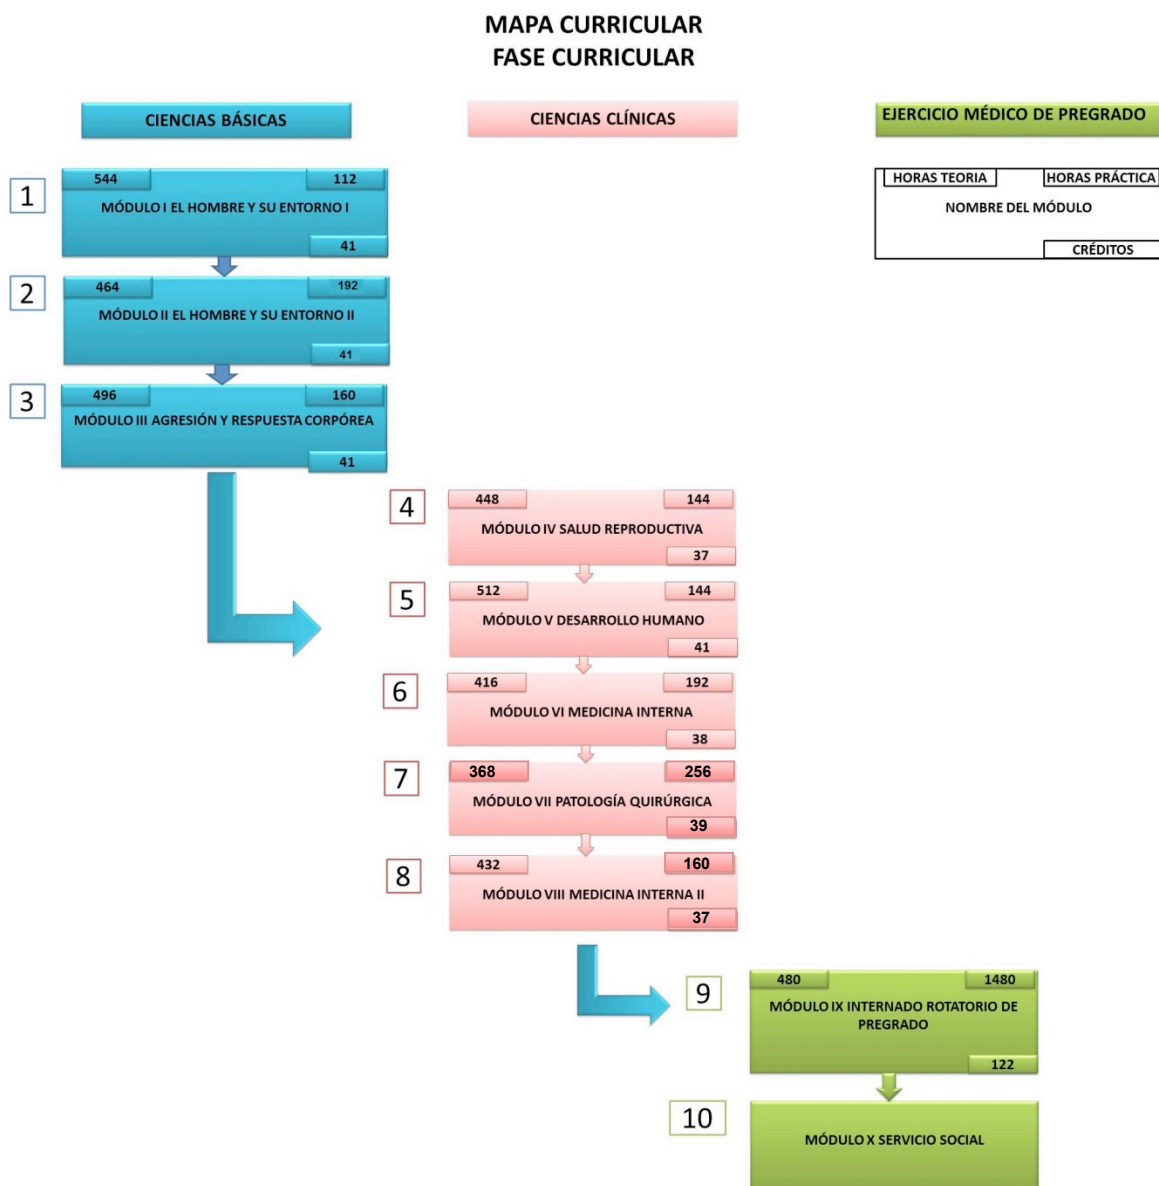 MAPA CURRICULAR
FASE CURRICULAR
CIENCIAS BÁSICAS
CIENCIAS CLÍNICAS
EJERCICIO MÉDICO DE PREGRADO
HORAS TEORIA
HORAS PRÁCTICA
NOMBRE DEL MÓDULO
CRÉDITOS
1
544
112
MÓDULO I EL HOMBRE Y SU ENTORNO I
41
2
464
192
MÓDULO II EL HOMBRE Y SU ENTORNO II
41
3
496
160
MÓDULO III AGRESIÓN Y RESPUESTA CORPÓREA
41
4
448
144
MÓDULO IV SALUD REPRODUCTIVA
37
5
512
144
MÓDULO V DESARROLLO HUMANO
41
6
416
192
MÓDULO VI MEDICINA INTERNA
38
7
368
256
MÓDULO VII PATOLOGÍA QUIRÚRGICA
39
8
432
160
MÓDULO VIII MEDICINA INTERNA II
37
9
480
1480
MÓDULO IX INTERNADO ROTATORIO DE
PREGRADO
122
10
MÓDULO X SERVICIO SOCIAL